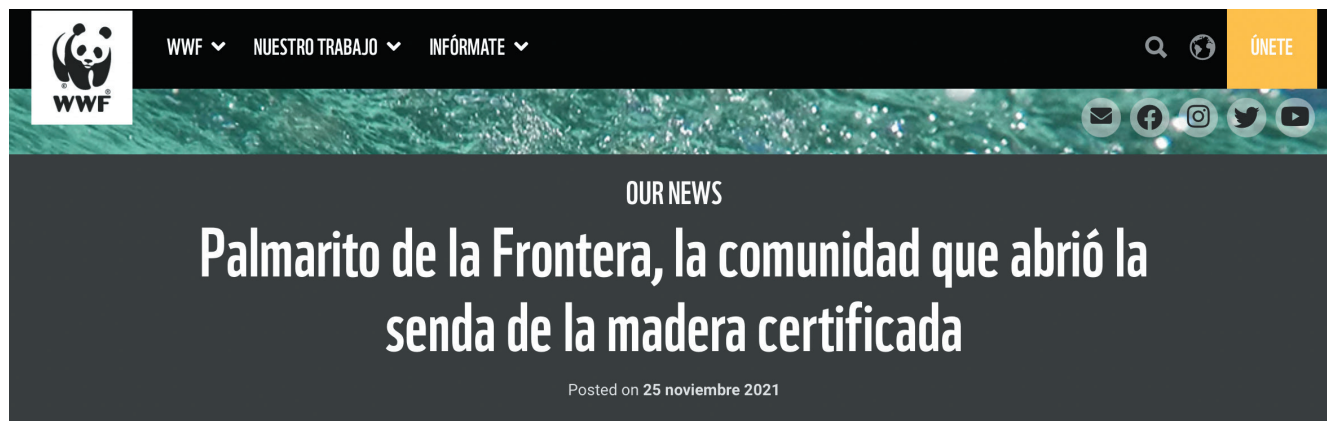 WWF NUESTRO TRABAJO INFÓRMATE ÚNETE
WWF
OUR NEWS
Palmarito de la Frontera, la comunidad que abrió la
senda de la madera certificada
Posted on 25 noviembre 2021